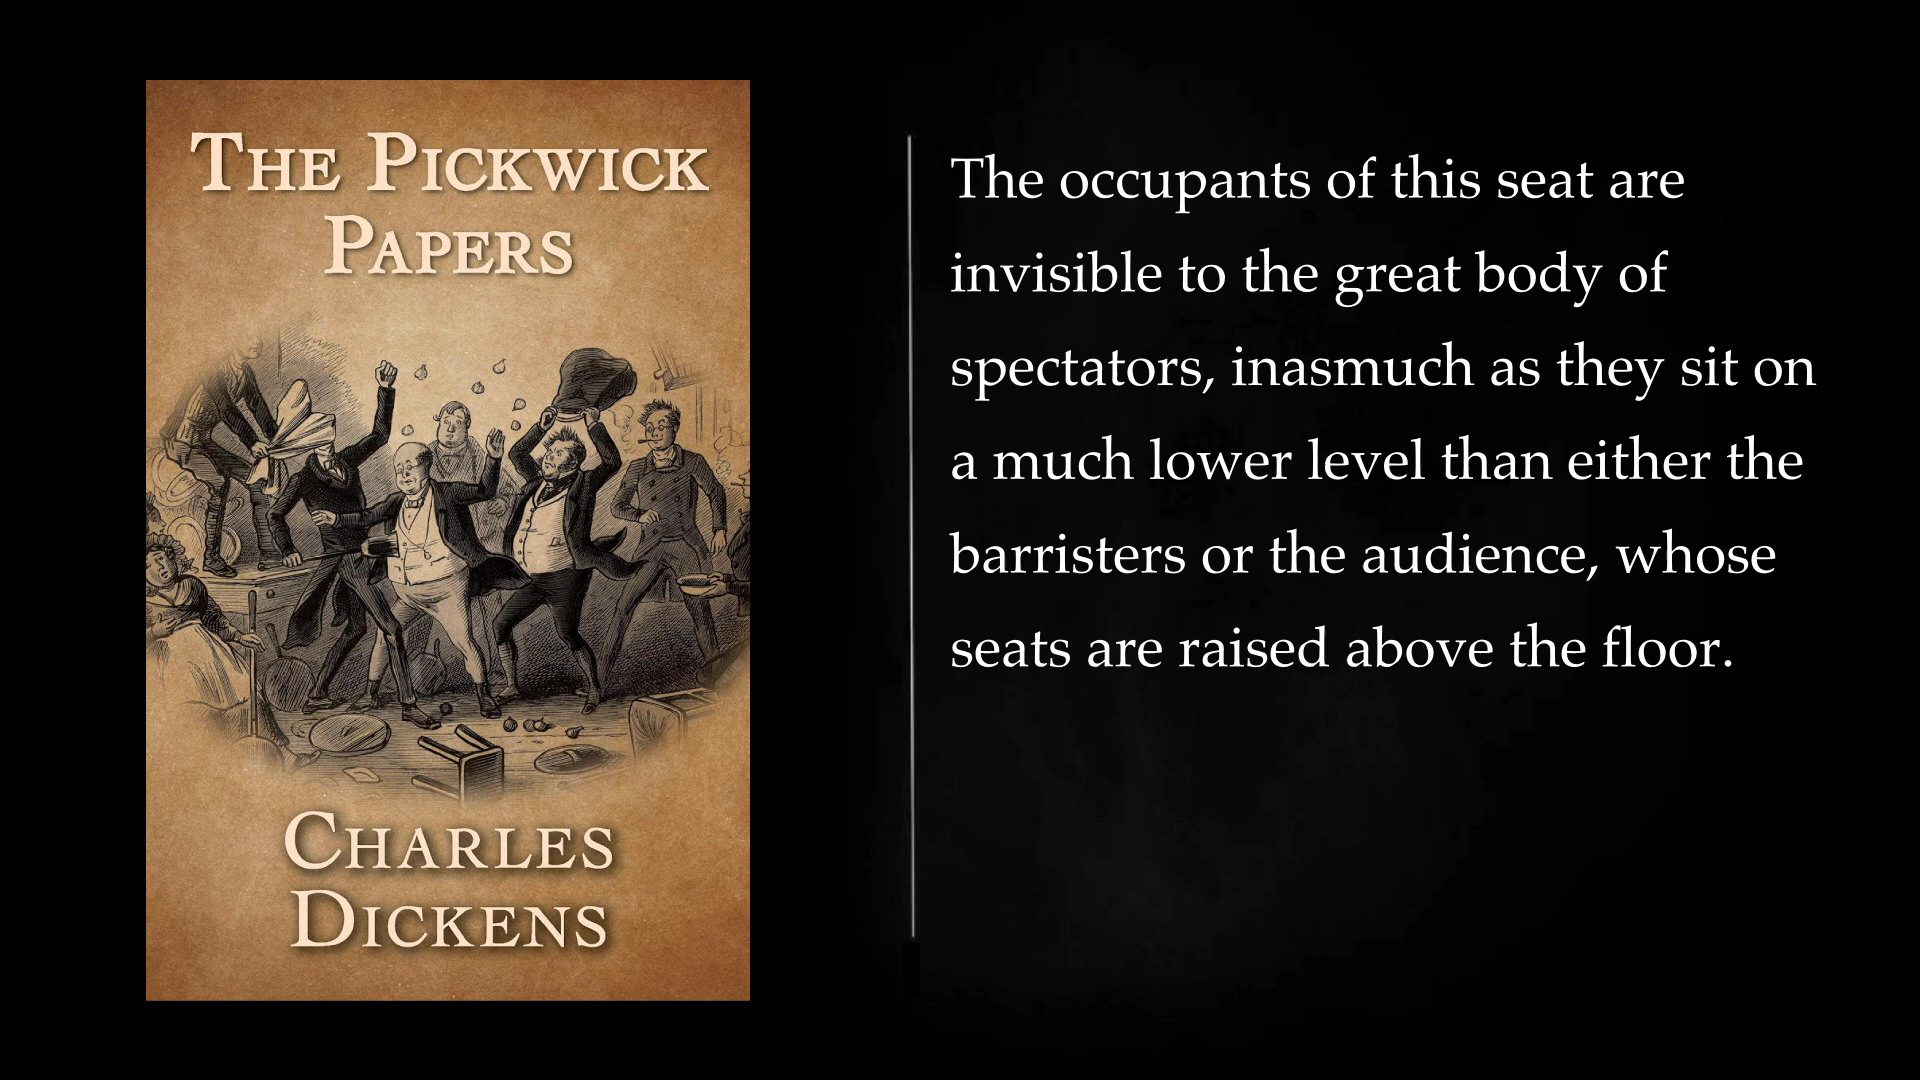 The Pickwick
Papers
Charles
Dickens
The occupants of this seat are
invisible to the great body of
spectators, inasmuch as they sit on
a much lower level than either the
barristers or the audience, whose
seats are raised above the floor.